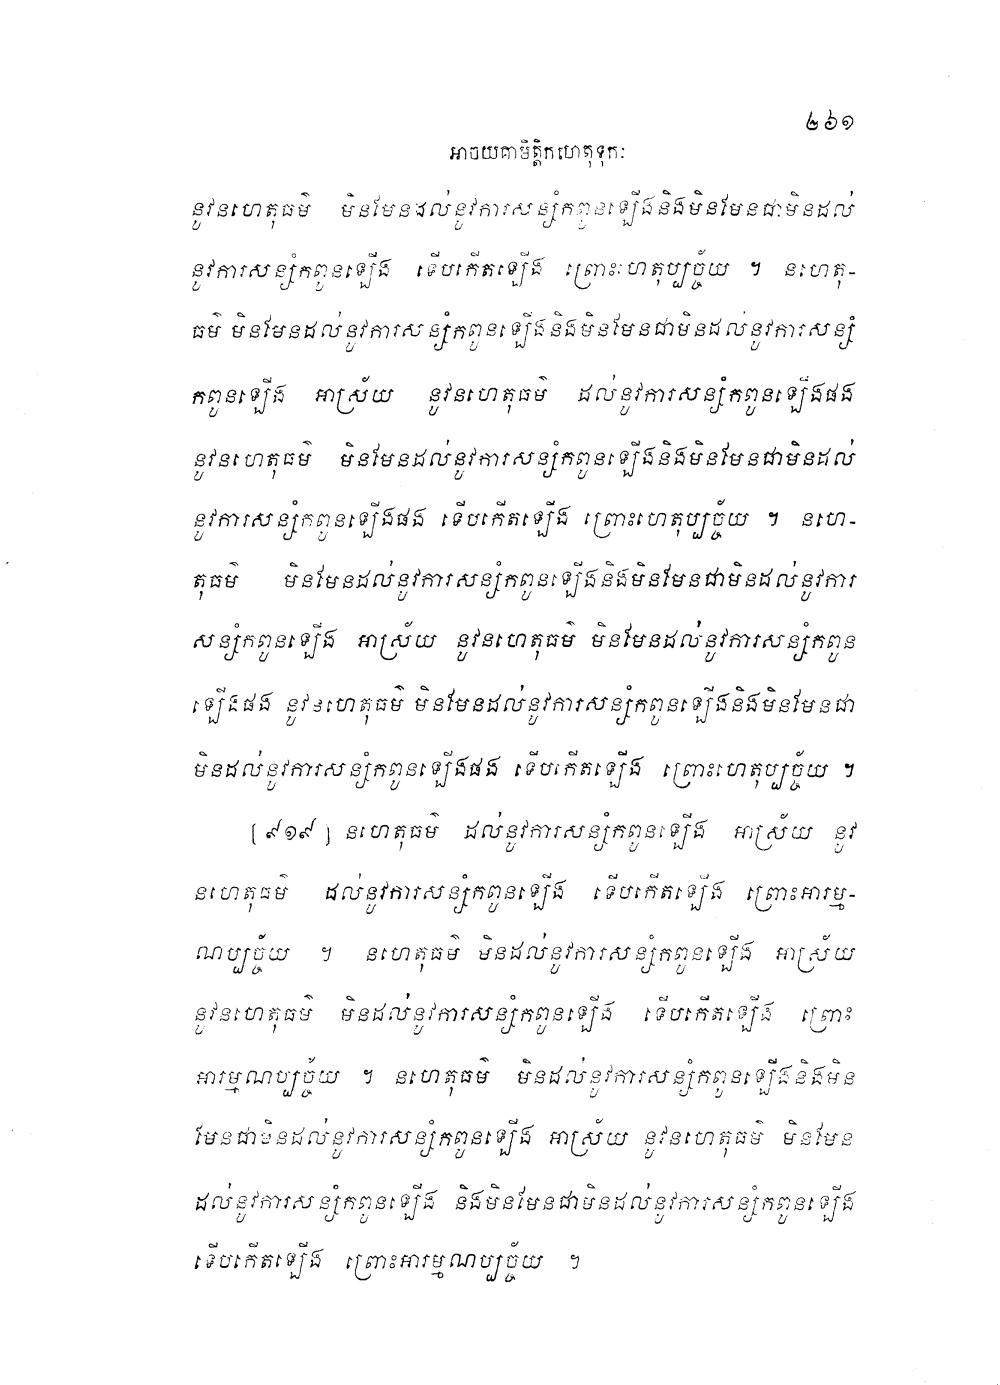 ២៦១
អាចយគាមិត្តិកហេតុទុកៈ
នូវនហេតុធម៌ មិនមែនដល់នូវការសន្សំកពូនឡើងនិងមិនមែនជាមិនដល់
នូវការសន្សំកពូនឡើង ទើបកើតឡើង ព្រោះហេតុប្បច្ច័យ ។ នហេតុ-
ធម៌ មិនមែនដល់នូវការសន្សំកពូនឡើងនិងមិនមែនជាមិនដល់នូវការសន្សំ
កពូនឡើង អាស្រ័យ នូវនហេតុធម៌ ដល់នូវការសន្សំកពូនឡើងផង
នូវនហេតុធម៌ មិនមែនដល់នូវការសន្សំកពូនឡើងនិងមិនមែនជាមិនដល់
នូវការសន្សំកពូនឡើងផង ទើបកើតឡើង ព្រោះហេតុប្បច្ច័យ ។ នហេ-
តុធម៌ មិនមែនដល់នូវការសន្សំកពូនឡើងនិងមិនមែនជាមិនដល់នូវការ
សន្សំកពូនឡើង អាស្រ័យ នូវនហេតុធម៌ មិនមែនដល់នូវការសន្សំកពូន
ឡើងផង នូវនហេតុធម៌ មិនមែនដល់នូវការសន្សំកពូនឡើងនិងមិនមែនជា
មិនដល់នូវការសន្សំកពូនឡើងផង ទើបកើតឡើង ព្រោះហេតុប្បច្ច័យ ។
[៩១៩] នហេតុធម៌ ដល់នូវការសន្សំកពូនឡើង អាស្រ័យ នូវ
នហេតុធម៌ ដល់នូវការសន្សំកពូនឡើង ទើបកើតឡើង ព្រោះអារម្ម-
ណប្បច្ច័យ ។ នហេតុធម៌ មិនដល់នូវការសន្សំកពូនឡើង អាស្រ័យ
នូវនហេតុធម៌ មិនដល់នូវការសន្សំកពូនឡើង ទើបកើតឡើង ព្រោះ
អារម្មណប្បច្ច័យ ។ នហេតុធម៌ មិនដល់នូវការសន្សំកពូនឡើងនិងមិន
មែនជាមិនដល់នូវការសន្សំកពូនឡើង អាស្រ័យ នូវនហេតុធម៌ មិនមែន
ដល់នូវការសន្សំកពូនឡើង និងមិនមែនជាមិនដល់នូវការសន្សំកពូនឡើង
ទើបកើតឡើង ព្រោះអារម្មណប្បច្ច័យ ។